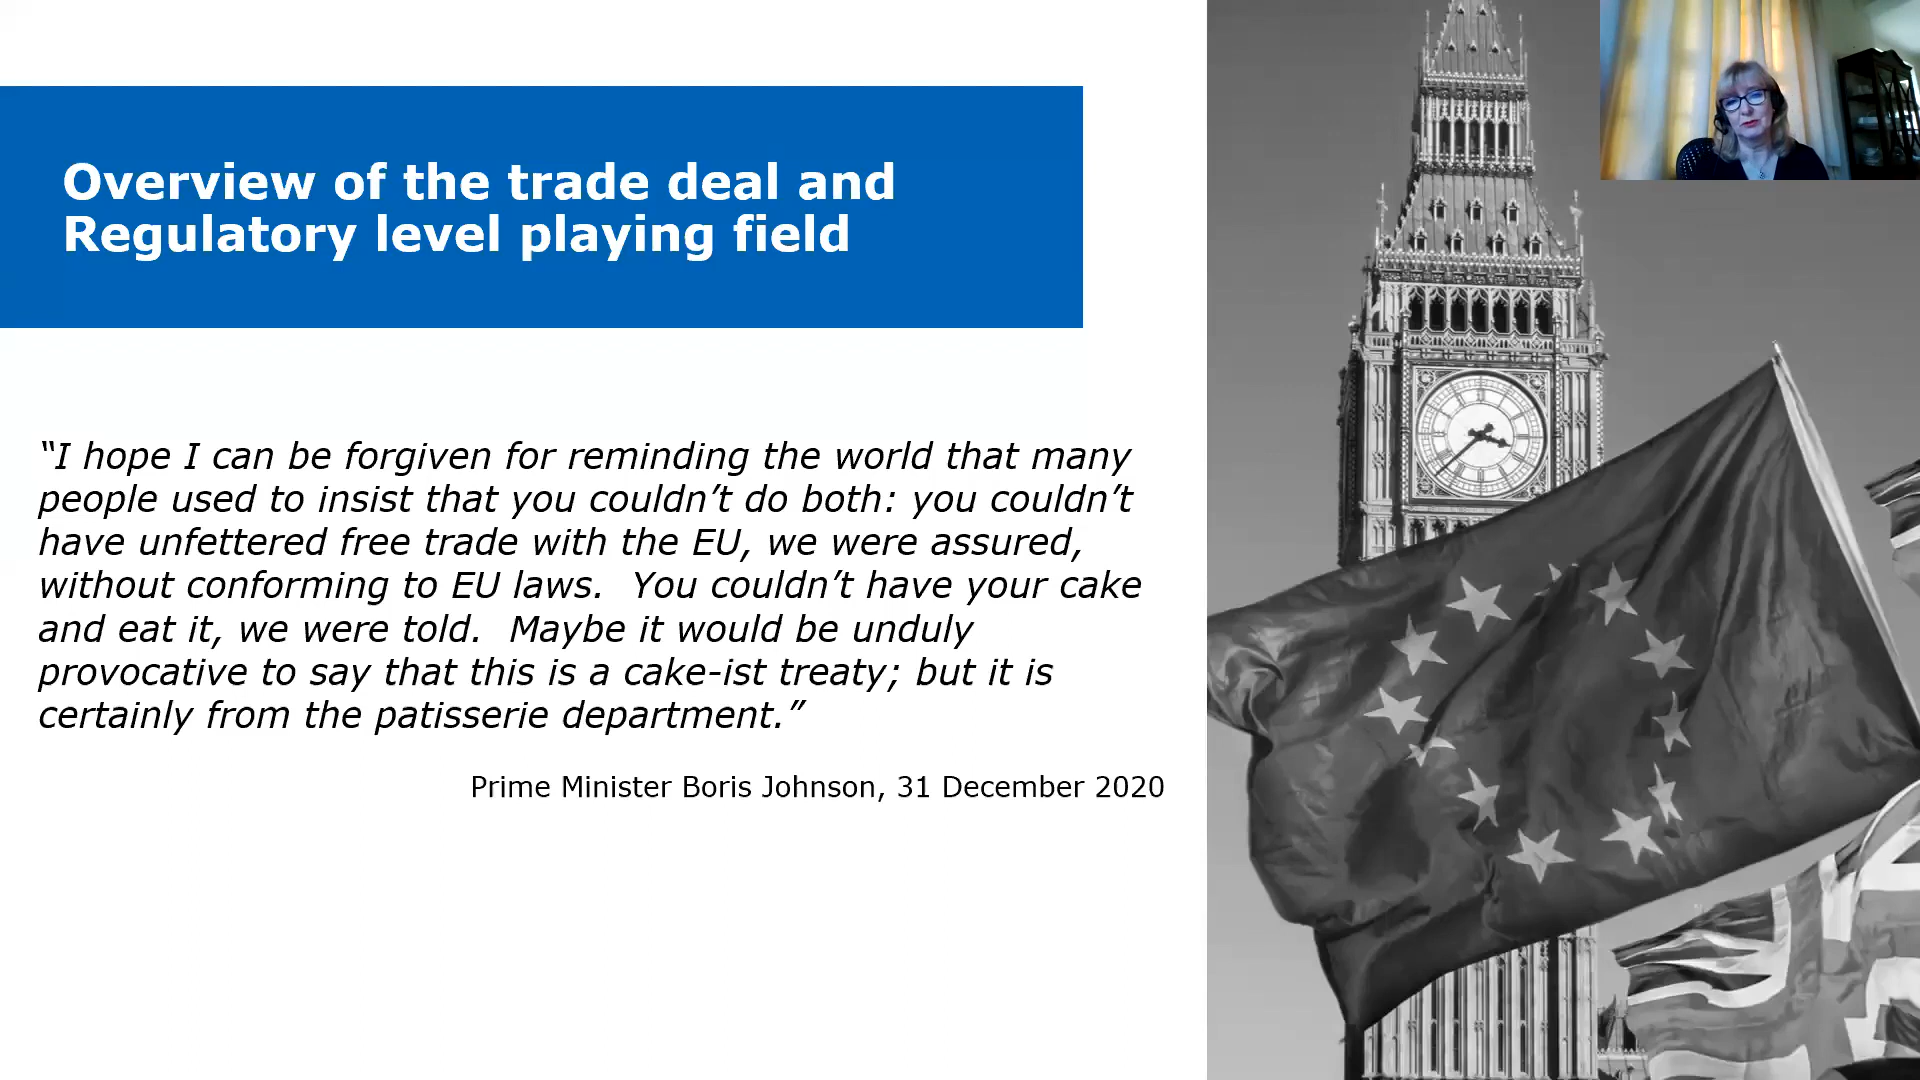 Overview of the trade deal and
Regulatory level playing field
“I hope I can be forgiven for reminding the world that many
people used to insist that you couldn’t do both: you couldn’t
have unfettered free trade with the EU, we were assured,
without conforming to EU laws.  You couldn’t have your cake
and eat it, we were told.  Maybe it would be unduly
provocative to say that this is a cake-ist treaty; but it is
certainly from the patisserie department.”
Prime Minister Boris Johnson, 31 December 2020